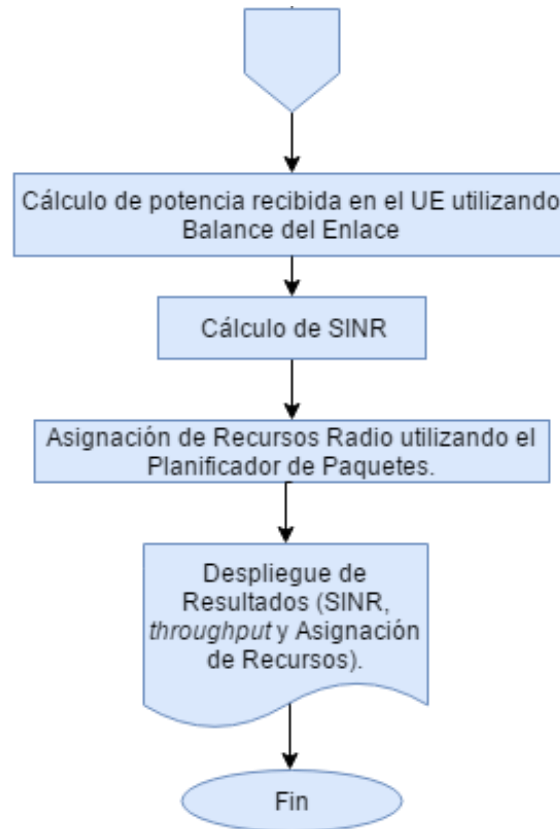 Cálculo de potencia recibida en el UE utilizando
Balance del Enlace
Cálculo de SINR
Asignación de Recursos Radio utilizando el
Planificador de Paquetes.
Despliegue de
Resultados (SINR,
throughput y Asignación
de Recursos).
Fin